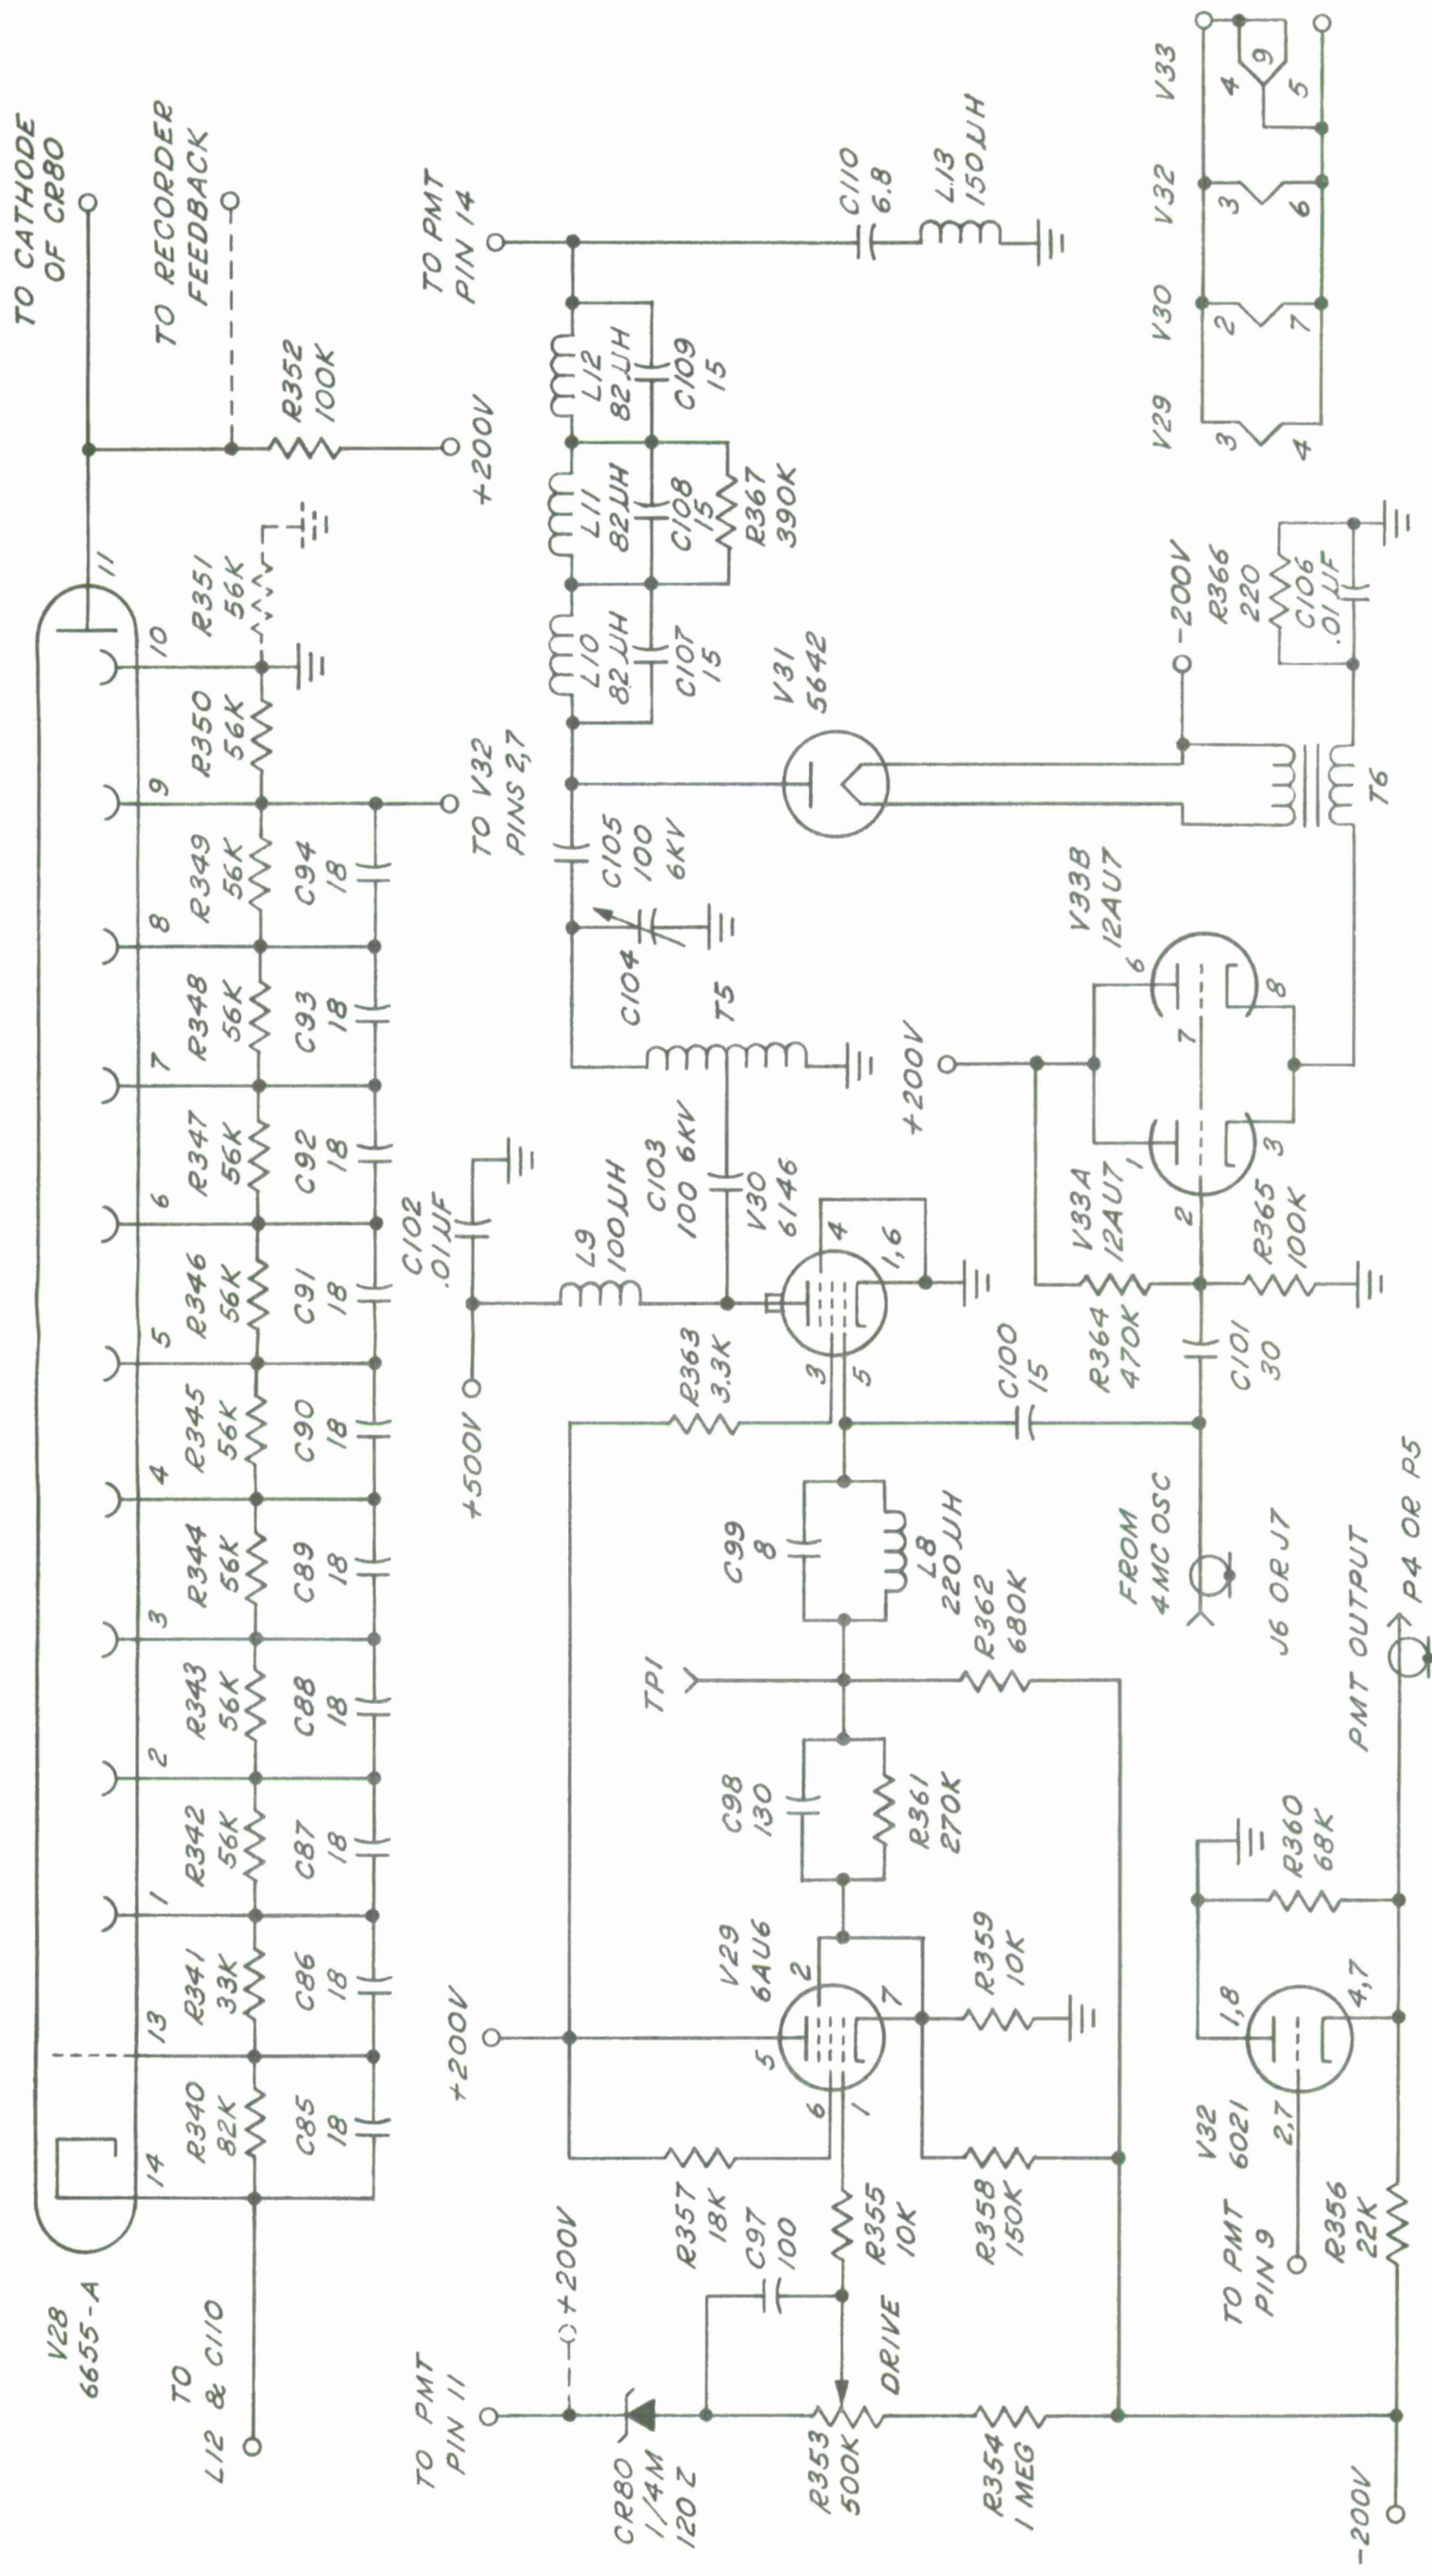 V28
6655-A
TO
L12 & C110
14
13
1
2
3
4
5
6
7
8
9
10
11
R340
82K
R341
33K
R342
56K
R343
56K
R344
56K
R345
56K
R346
56K
R347
56K
R348
56K
R349
56K
R350
56K
R351
56K
C85
18
C86
18
C87
18
C88
18
C89
18
C90
18
C91
18
C92
18
C93
18
C94
18
TO V32
PINS 2,7
TO CATHODE
OF CR80
TO RECORDER
FEEDBACK
R352
100K
+200V
TO PMT
PIN 11
+200V
CR80
1/4M
120 Z
R353
500K
DRIVE
R354
1 MEG
-200V
C97
100
R355
10K
R357
18K
R358
150K
+200V
V29
6AU6
5
6
1
2
7
R359
10K
C98
130
R361
270K
TP1
R362
680K
C99
8
L8
220UH
R363
3.3K
+500V
C102
.01UF
L9
100UH
C103
100 6KV
V30
6146
3
5
4
1,6
C100
15
T5
C104
C105
100
6KV
L10
82UH
C107
15
L11
82UH
C108
15
R367
390K
L12
82UH
C109
15
TO PMT
PIN 14
C110
6.8
L13
150UH
V31
5642
-200V
T6
R366
220
C106
.01UF
+200V
V33A
12AU7
1
2
3
V33B
12AU7
6
7
8
R364
470K
R365
100K
C101
30
FROM
4MC OSC
J6 OR J7
TO PMT
PIN 9
V32
6021
2,7
1,8
4,7
R356
22K
R360
68K
PMT OUTPUT
P4 OR P5
V29
3
4
V30
2
7
V32
3
6
V33
4
9
5